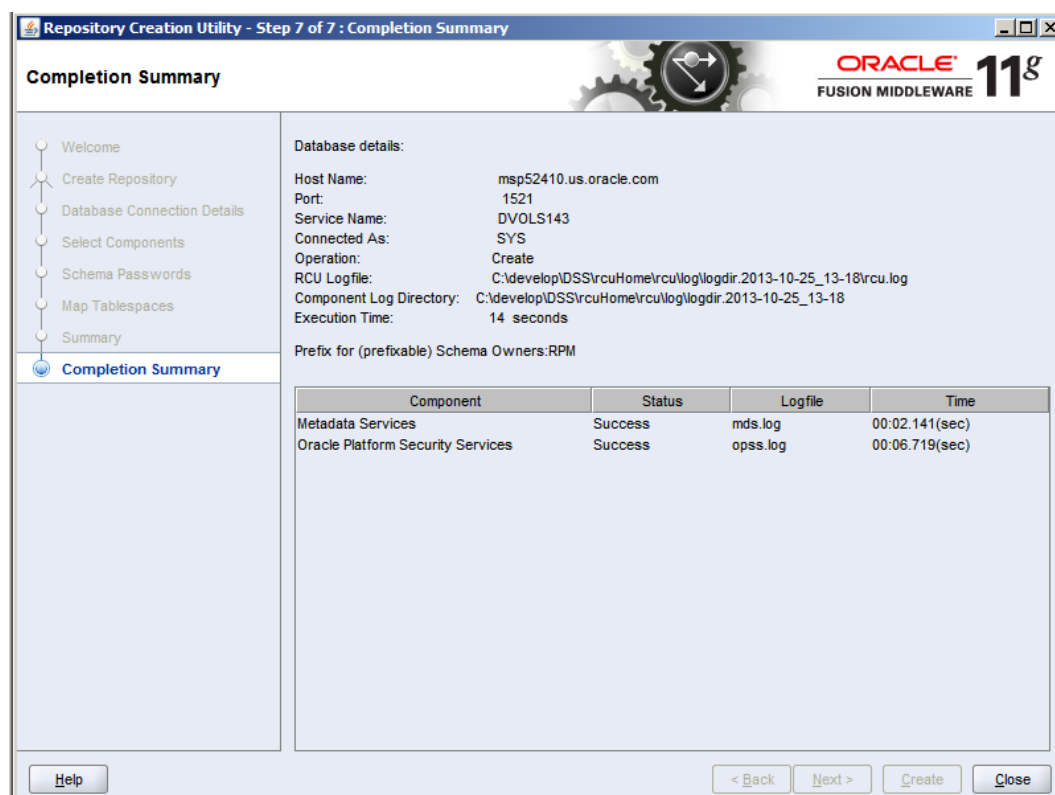 Repository Creation Utility - Step 7 of 7 : Completion Summary
Completion Summary
ORACLE
FUSION MIDDLEWARE
11g
Welcome
Create Repository
Database Connection Details
Select Components
Schema Passwords
Map Tablespaces
Summary
Completion Summary
Database details:
Host Name: msp52410.us.oracle.com
Port: 1521
Service Name: DVOLS143
Connected As: SYS
Operation: Create
RCU Logfile: C:\develop\DSS\rcuHome\rcu\log\logdir.2013-10-25_13-18\rcu.log
Component Log Directory: C:\develop\DSS\rcuHome\rcu\log\logdir.2013-10-25_13-18
Execution Time: 14 seconds
Prefix for (prefixable) Schema Owners:RPM
Component Status Logfile Time
Metadata Services Success mds.log 00:02.141(sec)
Oracle Platform Security Services Success opss.log 00:06.719(sec)
Help < Back Next > Create Close